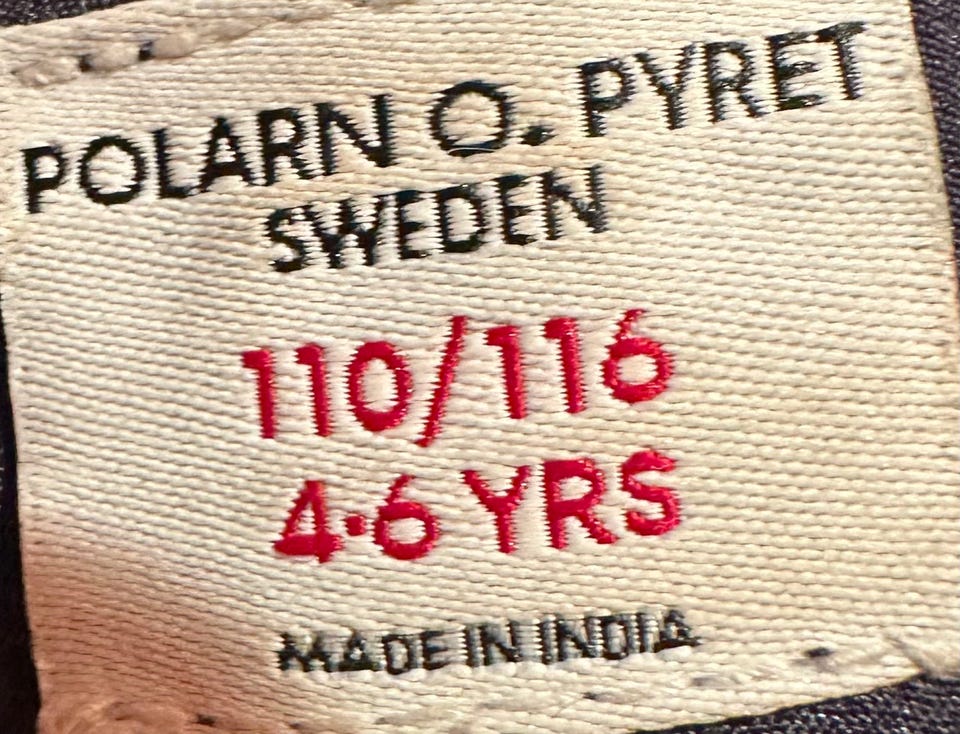 POLARN O. PYRET
SWEDEN
110/116
4-6 YRS
MADE IN INDIA